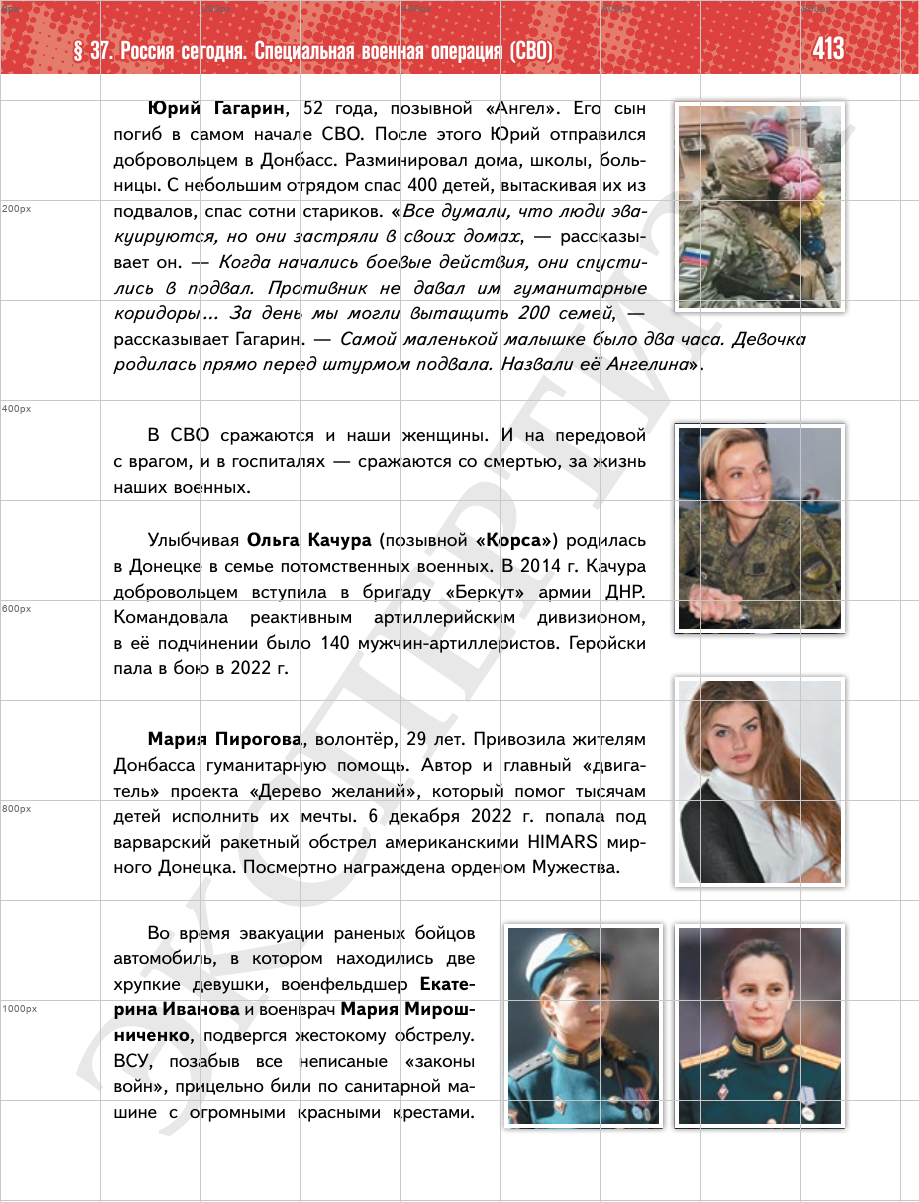 § 37. Россия сегодня. Специальная военная операция (СВО)
413
Юрий Гагарин, 52 года, позывной «Ангел». Его сын
погиб в самом начале СВО. После этого Юрий отправился
добровольцем в Донбасс. Разминировал дома, школы, боль-
ницы. С небольшим отрядом спас 400 детей, вытаскивая их из
подвалов, спас сотни стариков. «Все думали, что люди эва-
куируются, но они застряли в своих домах, — рассказы-
вает он. — Когда начались боевые действия, они спусти-
лись в подвал. Противник не давал им гуманитарные
коридоры... За день мы могли вытащить 200 семей, —
рассказывает Гагарин. — Самой маленькой малышке было два часа. Девочка
родилась прямо перед штурмом подвала. Назвали её Ангелина».
В СВО сражаются и наши женщины. И на передовой
с врагом, и в госпиталях — сражаются со смертью, за жизнь
наших военных.
Улыбчивая Ольга Качура (позывной «Корса») родилась
в Донецке в семье потомственных военных. В 2014 г. Качура
добровольцем вступила в бригаду «Беркут» армии ДНР.
Командовала реактивным артиллерийским дивизионом,
в её подчинении было 140 мужчин-артиллеристов. Геройски
пала в бою в 2022 г.
Мария Пирогова, волонтёр, 29 лет. Привозила жителям
Донбасса гуманитарную помощь. Автор и главный «двига-
тель» проекта «Дерево желаний», который помог тысячам
детей исполнить их мечты. 6 декабря 2022 г. попала под
варварский ракетный обстрел американскими HIMARS мир-
ного Донецка. Посмертно награждена орденом Мужества.
Во время эвакуации раненых бойцов
автомобиль, в котором находились две
хрупкие девушки, военфельдшер Екате-
рина Иванова и военврач Мария Мирош-
ниченко, подвергся жестокому обстрелу.
ВСУ, позабыв все неписаные «законы
войн», прицельно били по санитарной ма-
шине с огромными красными крестами.
200px
400px
600px
800px
1000px